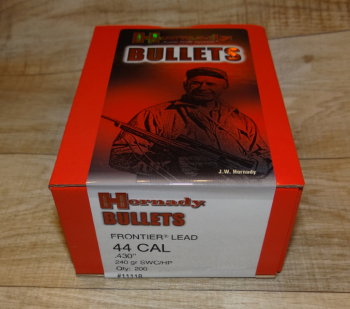 Hornady
BULLETS
J.W. Hornady
Hornady
BULLETS
FRONTIER® LEAD
44 CAL
.430"
240 gr SWC/HP
Qty: 200
#11118